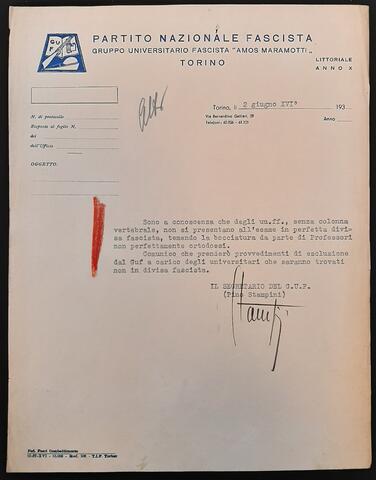 GUF
PARTITO NAZIONALE FASCISTA
GRUPPO UNIVERSITARIO FASCISTA "AMOS MARAMOTTI"
TORINO
LITTORIALE
ANNO X
Torino, li 2 giugno XVI° 193
Via Bernardino Galliari, 28
Telefoni: Anno
N. di protocollo
Risposta al foglio N.
del
dell'Ufficio
OGGETTO:
Sono a conoscenza che degli un.ff., senza colonna
vertebrale, non si presentano all'esame in perfetta divi=
sa fascista, temendo la bocciatura da parte di Professori
non perfettamente ortodossi.
Comunico che prenderò provvedimenti di esclusione
dal Guf a carico degli universitari che saranno trovati
non in divisa fascista.
IL SEGRETARIO DEL G.U.F.
(Pino Stampini)
Stampini
T.I.P. Torino